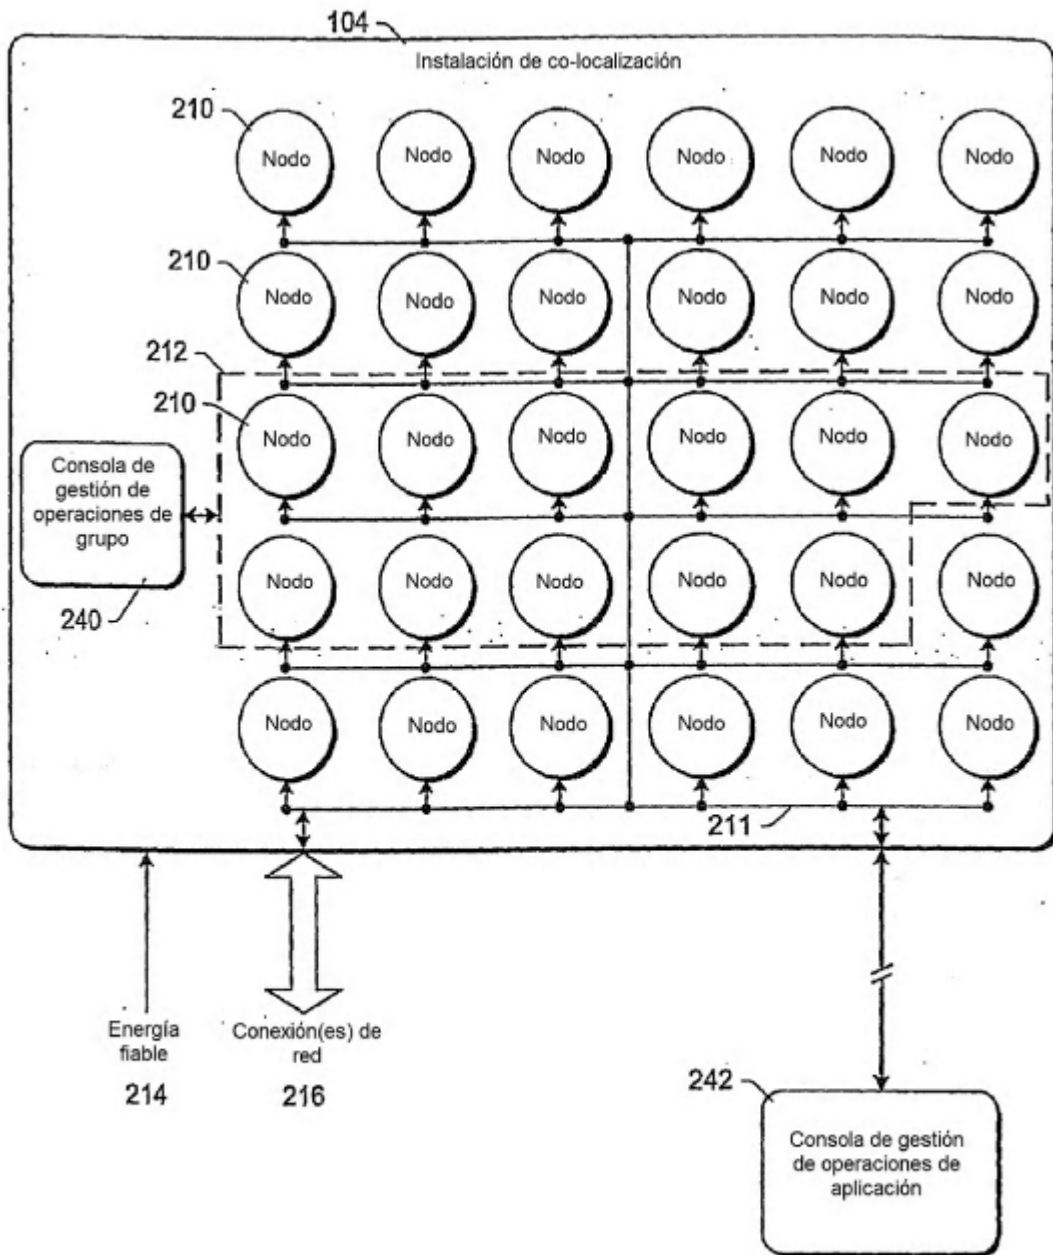 104
Instalación de co-localización
210
Nodo Nodo Nodo Nodo Nodo Nodo
210
Nodo Nodo Nodo Nodo Nodo Nodo
212
210
Nodo Nodo Nodo Nodo Nodo Nodo
Consola de
gestión de
operaciones de
grupo
240
Nodo Nodo Nodo Nodo Nodo Nodo
Nodo Nodo Nodo Nodo Nodo Nodo
211
Energía
fiable
214
Conexión(es) de
red
216
242
Consola de gestión
de operaciones de
aplicación